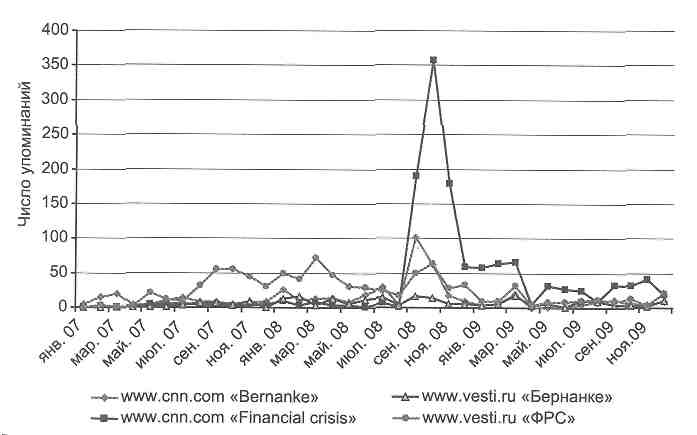 400
350
300
250
200
150
100
50
0
Число упоминаний
янв. 07
мар. 07
май. 07
июл. 07
сен. 07
ноя. 07
янв. 08
мар. 08
май. 08
июл. 08
сен. 08
ноя. 08
янв. 09
мар. 09
май. 09
июл. 09
сен.09
ноя.09
www.cnn.com «Bernanke»
www.vesti.ru «Бернанке»
www.cnn.com «Financial crisis»
www.vesti.ru «ФРС»